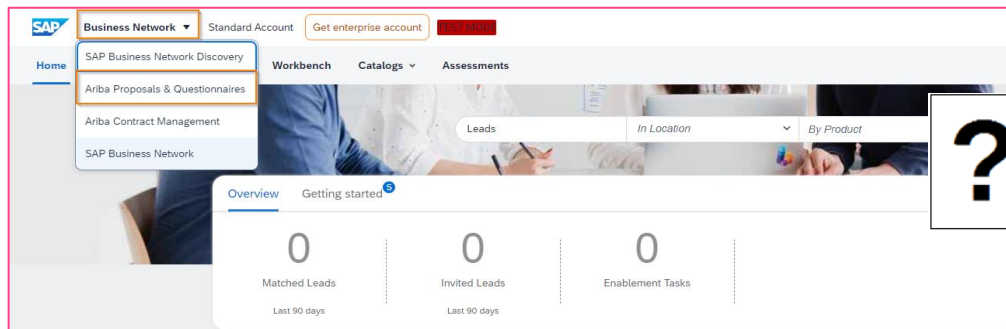 SAP Business Network ▼ Standard Account Get enterprise account TEST MODE
Home Workbench Catalogs Assessments
SAP Business Network Discovery
Ariba Proposals & Questionnaires
Ariba Contract Management
SAP Business Network
Leads In Location By Product
?
Overview Getting started 5
0 0 0
Matched Leads Invited Leads Enablement Tasks
Last 90 days Last 90 days